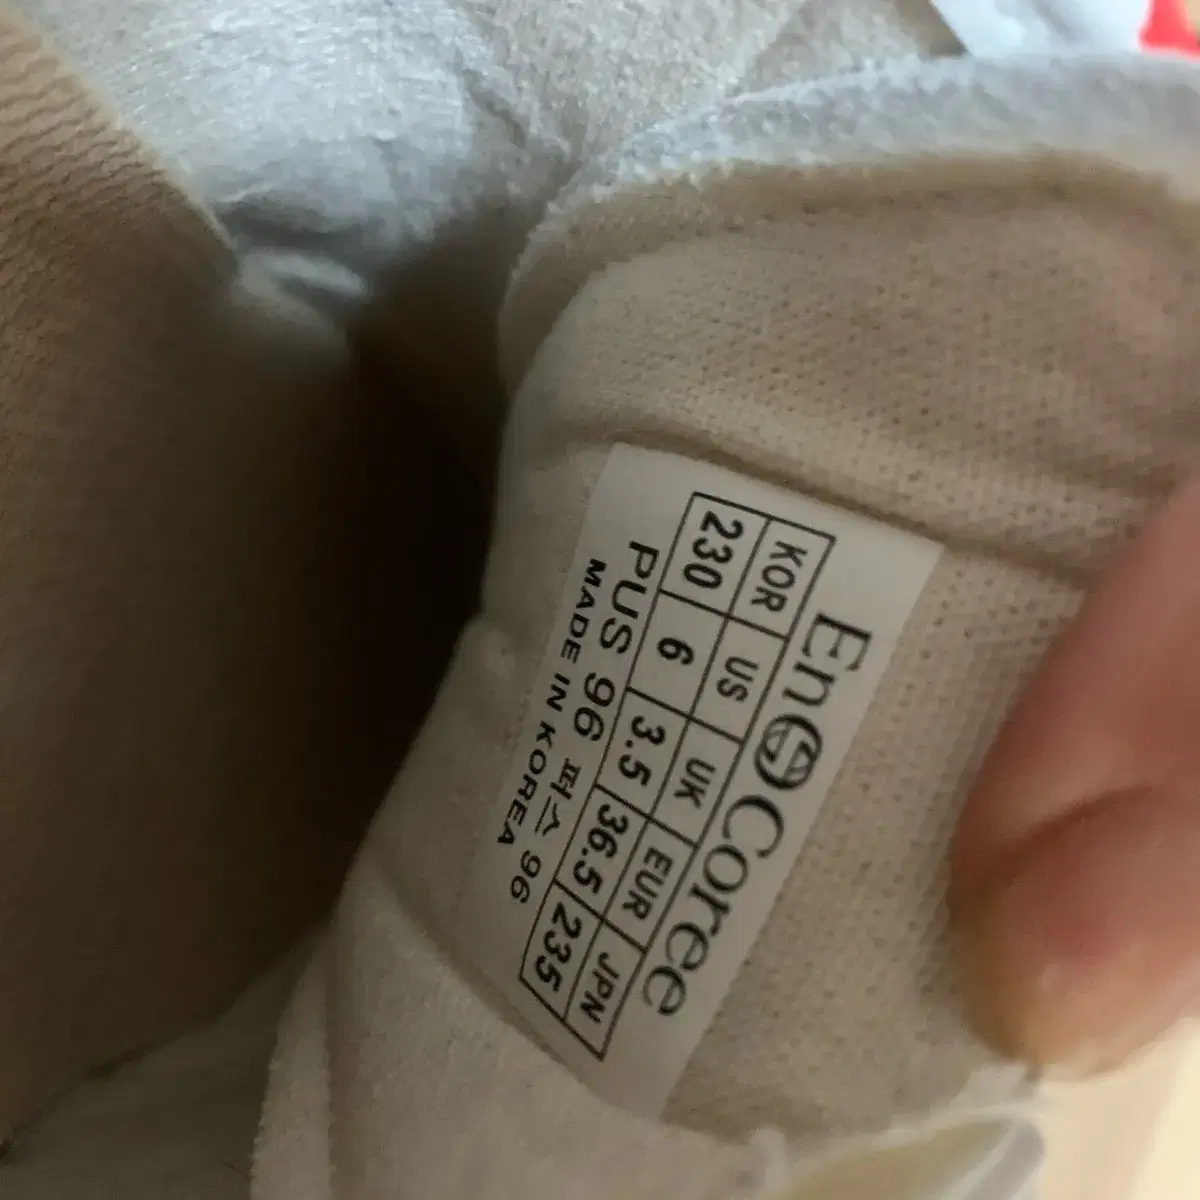 En Coree
KOR US UK EUR JPN
230 6 3.5 36.5 235
PUS 96 퍼스 96
MADE IN KOREA